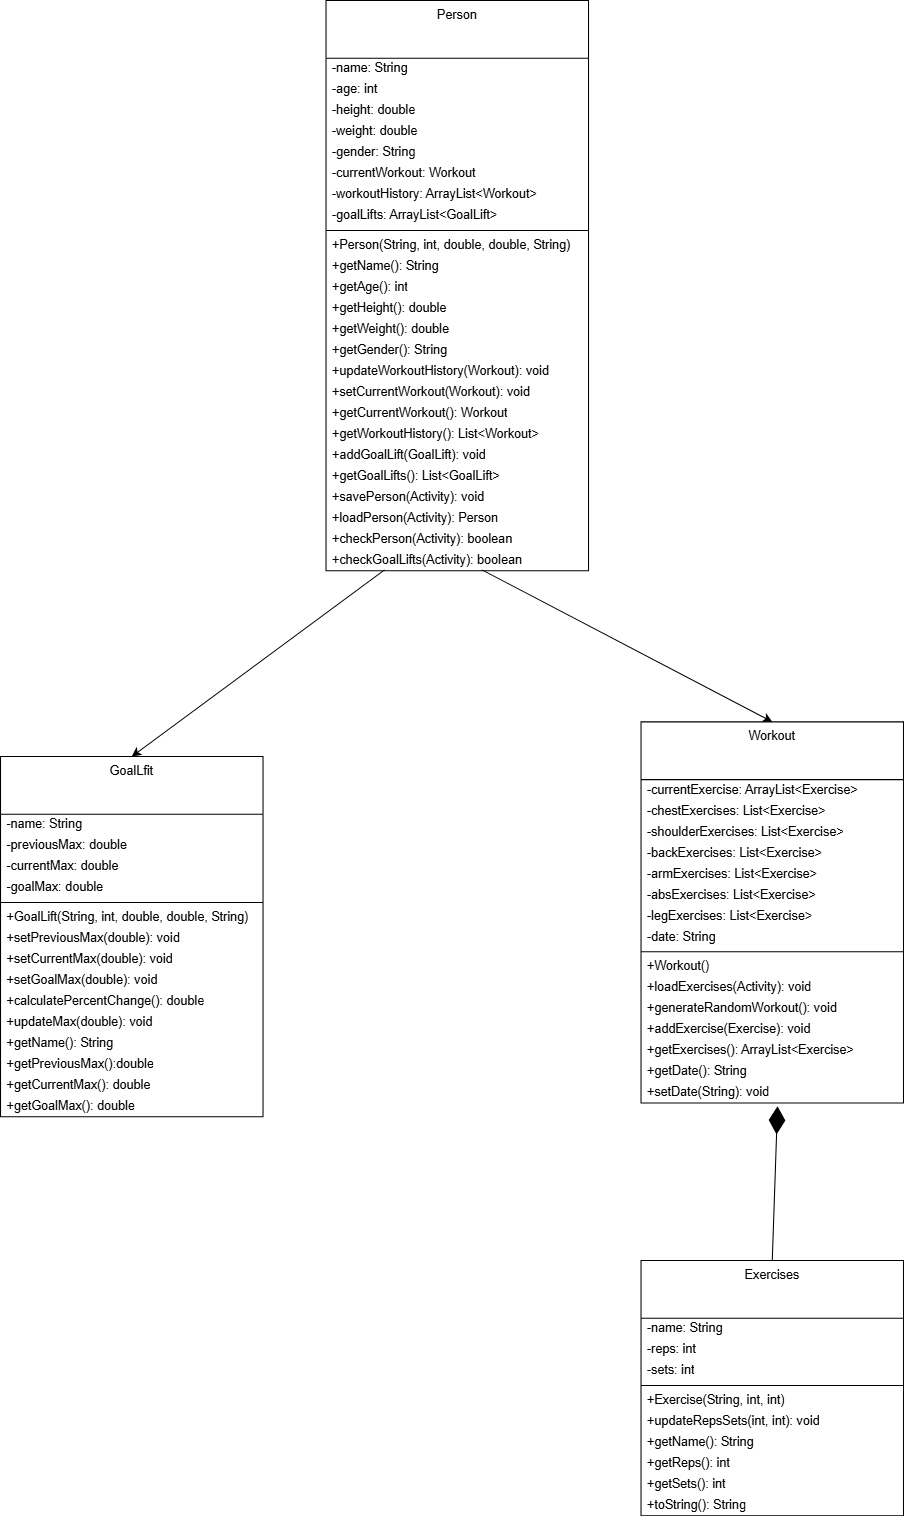 Person
-name: String
-age: int
-height: double
-weight: double
-gender: String
-currentWorkout: Workout
-workoutHistory: ArrayList<Workout>
-goalLifts: ArrayList<GoalLift>
+Person(String, int, double, double, String)
+getName(): String
+getAge(): int
+getHeight(): double
+getWeight(): double
+getGender(): String
+updateWorkoutHistory(Workout): void
+setCurrentWorkout(Workout): void
+getCurrentWorkout(): Workout
+getWorkoutHistory(): List<Workout>
+addGoalLift(GoalLift): void
+getGoalLifts(): List<GoalLift>
+savePerson(Activity): void
+loadPerson(Activity): Person
+checkPerson(Activity): boolean
+checkGoalLifts(Activity): boolean
GoalLfit
-name: String
-previousMax: double
-currentMax: double
-goalMax: double
+GoalLift(String, int, double, double, String)
+setPreviousMax(double): void
+setCurrentMax(double): void
+setGoalMax(double): void
+calculatePercentChange(): double
+updateMax(double): void
+getName(): String
+getPreviousMax():double
+getCurrentMax(): double
+getGoalMax(): double
Workout
-currentExercise: ArrayList<Exercise>
-chestExercises: List<Exercise>
-shoulderExercises: List<Exercise>
-backExercises: List<Exercise>
-armExercises: List<Exercise>
-absExercises: List<Exercise>
-legExercises: List<Exercise>
-date: String
+Workout()
+loadExercises(Activity): void
+generateRandomWorkout(): void
+addExercise(Exercise): void
+getExercises(): ArrayList<Exercise>
+getDate(): String
+setDate(String): void
Exercises
-name: String
-reps: int
-sets: int
+Exercise(String, int, int)
+updateRepsSets(int, int): void
+getName(): String
+getReps(): int
+getSets(): int
+toString(): String